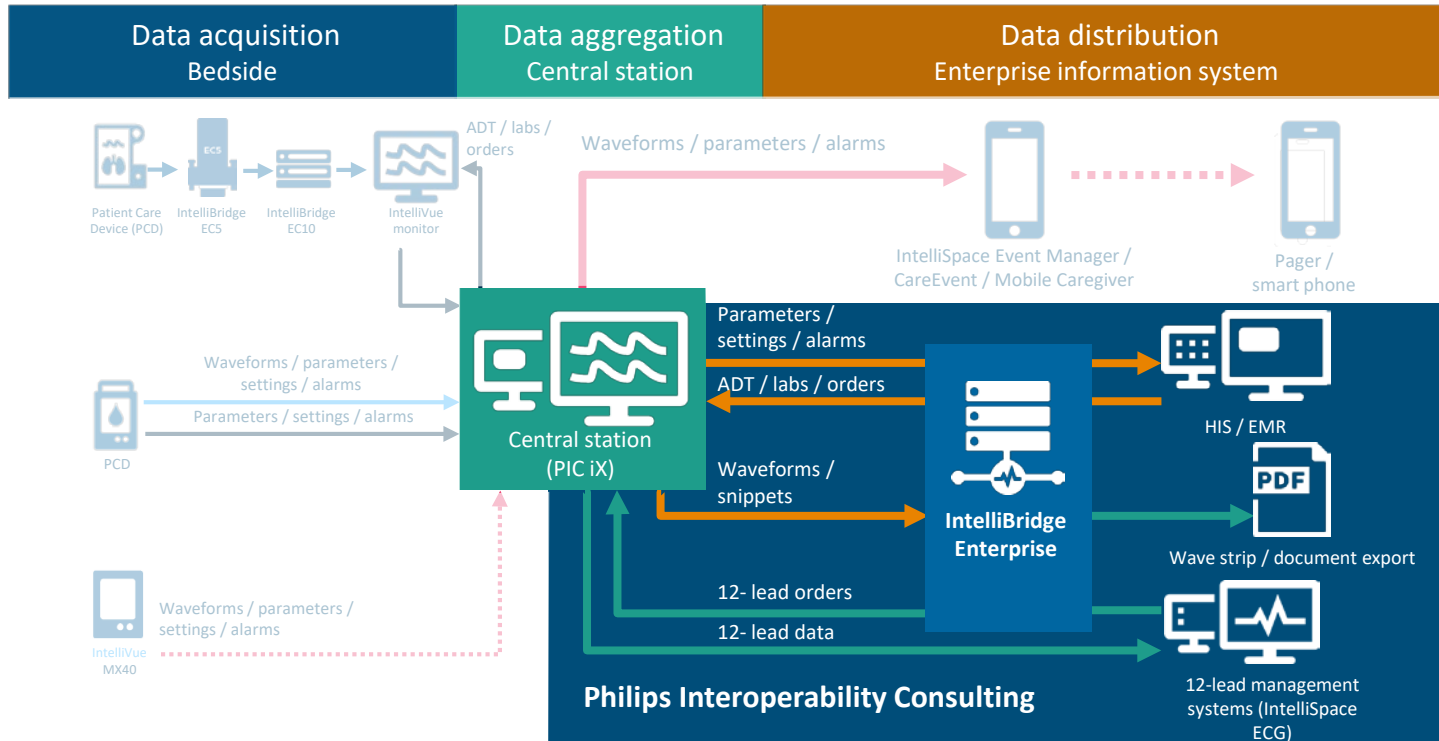 Data acquisition
Bedside
Data aggregation
Central station
Data distribution
Enterprise information system
ADT / labs /
orders
Waveforms / parameters / alarms
EC5
Patient Care
Device (PCD)
IntelliBridge
EC5
IntelliBridge
EC10
IntelliVue
monitor
IntelliSpace Event Manager /
CareEvent / Mobile Caregiver
Pager /
smart phone
Parameters /
settings / alarms
ADT / labs / orders
HIS / EMR
Waveforms / parameters /
settings / alarms
Parameters / settings / alarms
PCD
Central station
(PIC iX)
Waveforms /
snippets
IntelliBridge
Enterprise
PDF
Wave strip / document export
12- lead orders
12- lead data
Waveforms / parameters /
settings / alarms
IntelliVue
MX40
Philips Interoperability Consulting
12-lead management
systems (IntelliSpace
ECG)